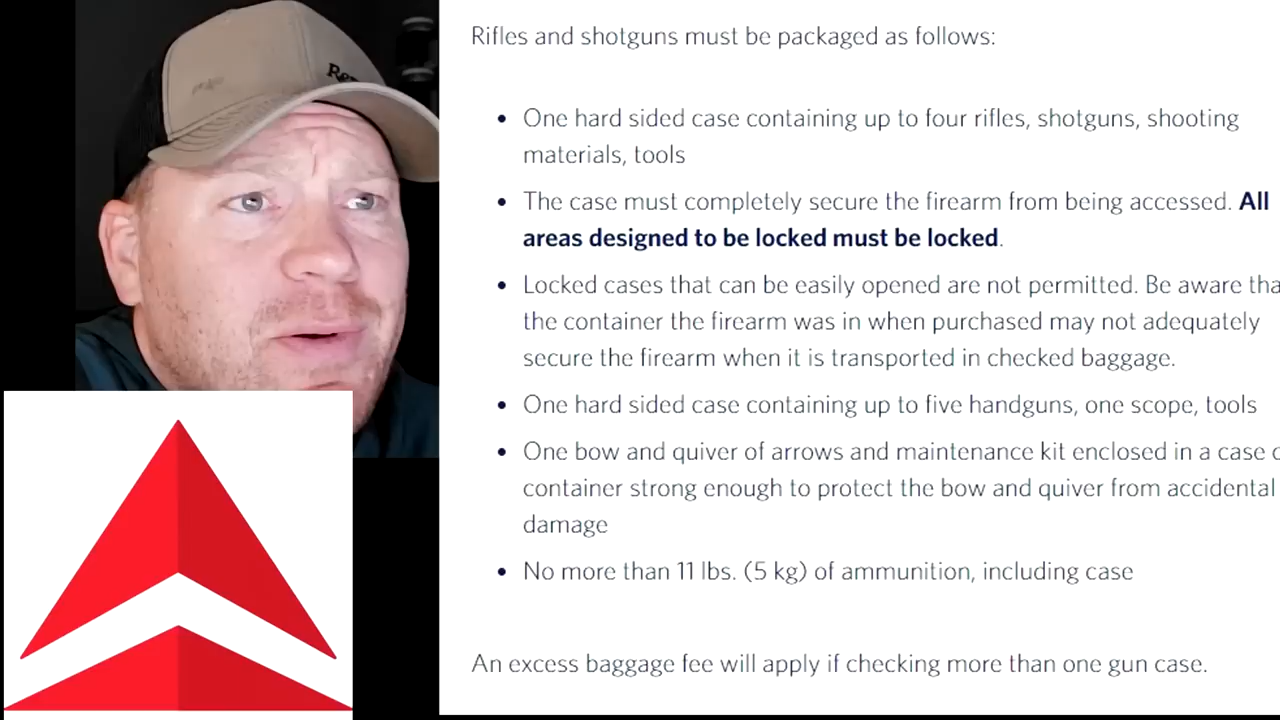 Rifles and shotguns must be packaged as follows:
• One hard sided case containing up to four rifles, shotguns, shooting
materials, tools
• The case must completely secure the firearm from being accessed. All
areas designed to be locked must be locked.
• Locked cases that can be easily opened are not permitted. Be aware
the container the firearm was in when purchased may not adequately
secure the firearm when it is transported in checked baggage.
• One hard sided case containing up to five handguns, one scope, tools
• One bow and quiver of arrows and maintenance kit enclosed in a case
container strong enough to protect the bow and quiver from accidental
damage
• No more than 11 lbs. (5 kg) of ammunition, including case
An excess baggage fee will apply if checking more than one gun case.